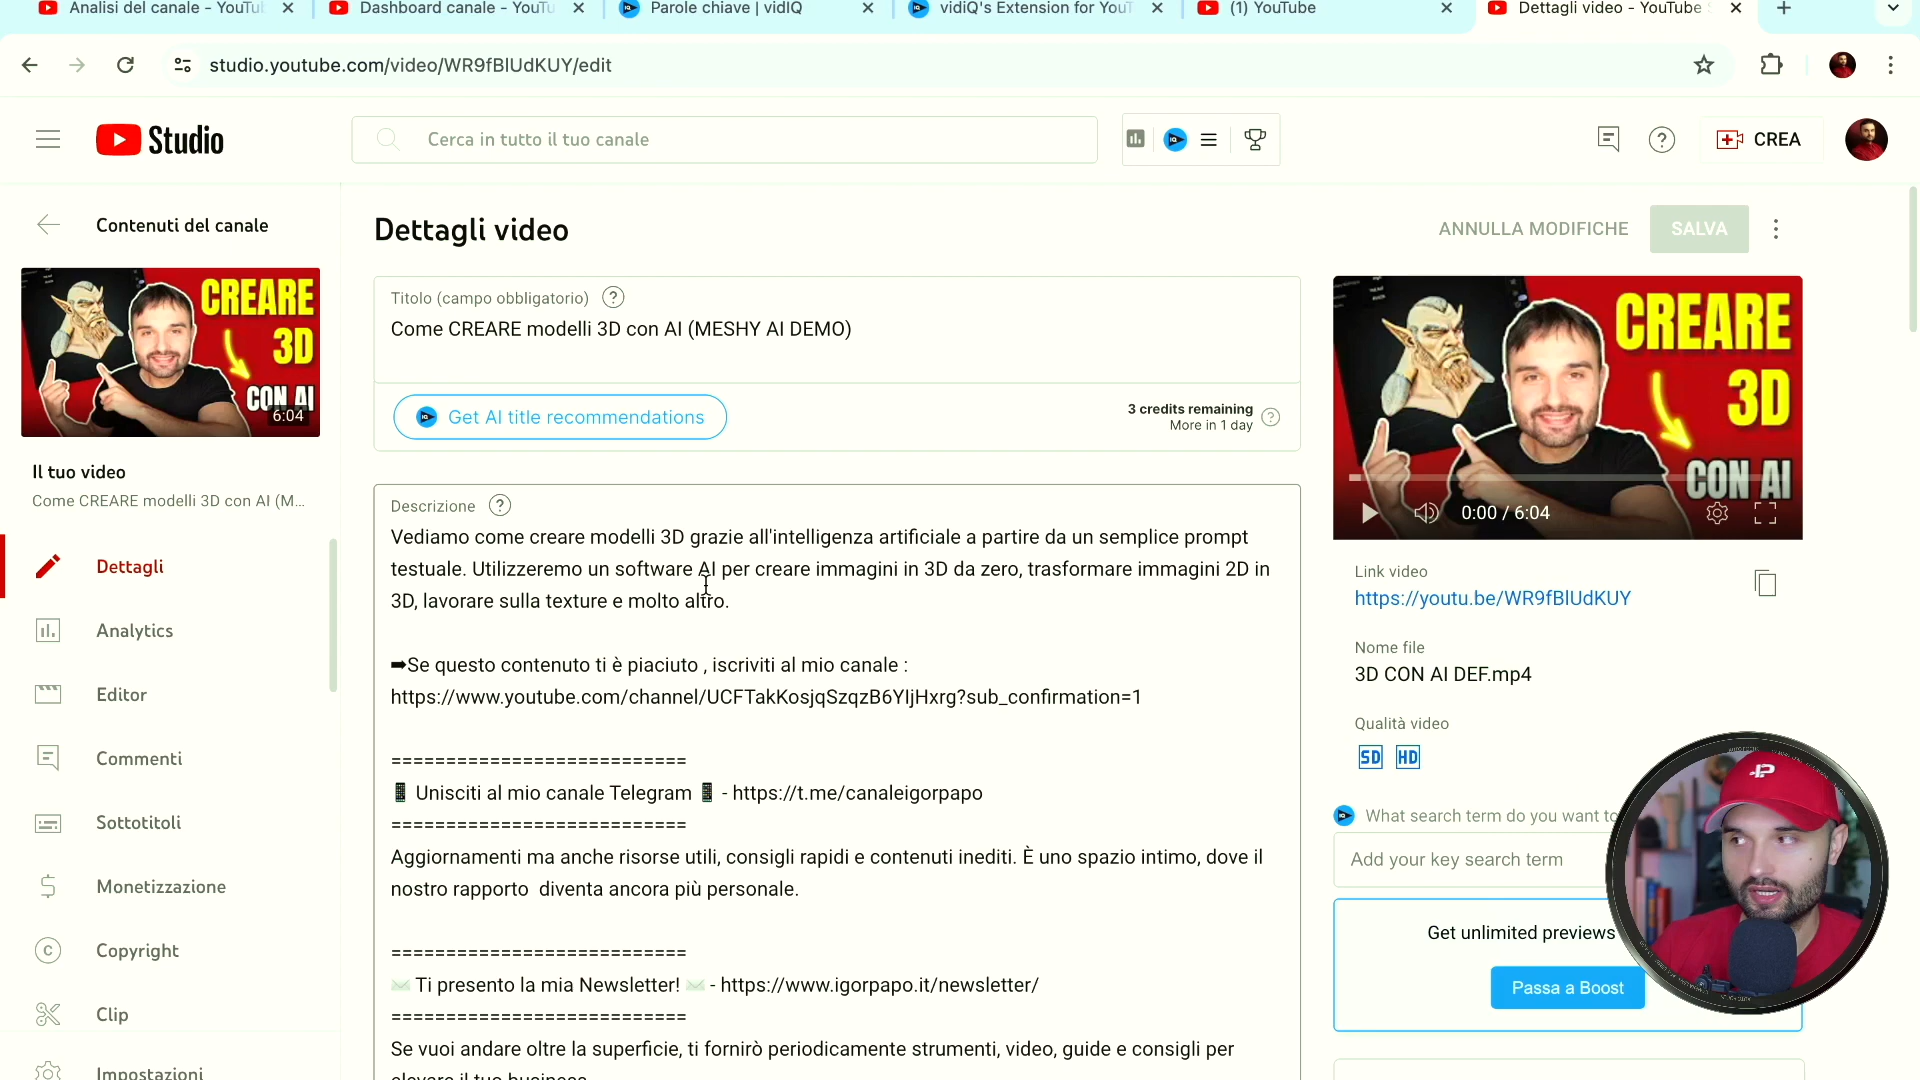 Analisi del canale - YouTu
Dashboard canale - YouTu
Parole chiave | vidIQ
vidiQ's Extension for YouT
(1) YouTube
Dettagli video - YouTube
studio.youtube.com/video/WR9fBIUdKUY/edit
Studio
Cerca in tutto il tuo canale
CREA
Contenuti del canale
Dettagli video
ANNULLA MODIFICHE
SALVA
CREARE
3D
CON AI
6:04
Il tuo video
Come CREARE modelli 3D con AI (M...
Dettagli
Analytics
Editor
Commenti
Sottotitoli
Monetizzazione
Copyright
Clip
Impostazioni
Titolo (campo obbligatorio)
Come CREARE modelli 3D con AI (MESHY AI DEMO)
Get AI title recommendations
3 credits remaining
More in 1 day
Descrizione
Vediamo come creare modelli 3D grazie all'intelligenza artificiale a partire da un semplice prompt
testuale. Utilizzeremo un software AI per creare immagini in 3D da zero, trasformare immagini 2D in
3D, lavorare sulla texture e molto altro.
➡Se questo contenuto ti è piaciuto , iscriviti al mio canale :
https://www.youtube.com/channel/UCFTakKosjqSzqzB6YIjHxrg?sub_confirmation=1
===========================
📱 Unisciti al mio canale Telegram 📱 - https://t.me/canaleigorpapo
===========================
Aggiornamenti ma anche risorse utili, consigli rapidi e contenuti inediti. È uno spazio intimo, dove il
nostro rapporto  diventa ancora più personale.
===========================
✉️ Ti presento la mia Newsletter! ✉️ - https://www.igorpapo.it/newsletter/
===========================
Se vuoi andare oltre la superficie, ti fornirò periodicamente strumenti, video, guide e consigli per
elevare il tuo business
CREARE
3D
CON AI
0:00 / 6:04
Link video
https://youtu.be/WR9fBIUdKUY
Nome file
3D CON AI DEF.mp4
Qualità video
SD HD
What search term do you want to
Add your key search term
Get unlimited previews
Passa a Boost